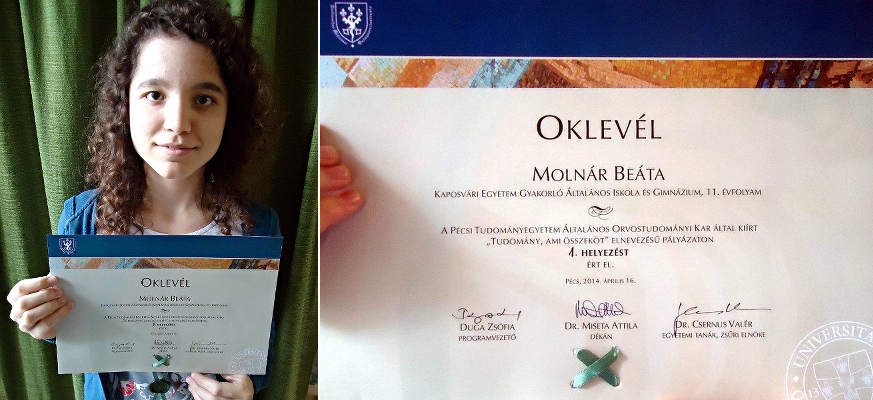 OKLEVÉL
MOLNÁR BEÁTA
OKLEVÉL
MOLNÁR BEÁTA
KAPOSVÁRI EGYETEM GYAKORLÓ ÁLTALÁNOS ISKOLA ÉS GIMNÁZIUM, 11. ÉVFOLYAM
A PÉCSI TUDOMÁNYEGYETEM ÁLTALÁNOS ORVOSTUDOMÁNYI KAR ÁLTAL KIÍRT
„TUDOMÁNY, AMI ÖSSZEKÖT” ELNEVEZÉSŰ PÁLYÁZATON
1. HELYEZÉST
ÉRT EL.
PÉCS, 2014. ÁPRILIS 16.
DUGA ZSÓFIA
PROGRAMVEZETŐ
DR. MISETA ATTILA
DÉKÁN
DR. CSERNUS VALÉR
EGYETEMI TANÁR, ZSŰRI ELNÖKE
UNIVERSITA